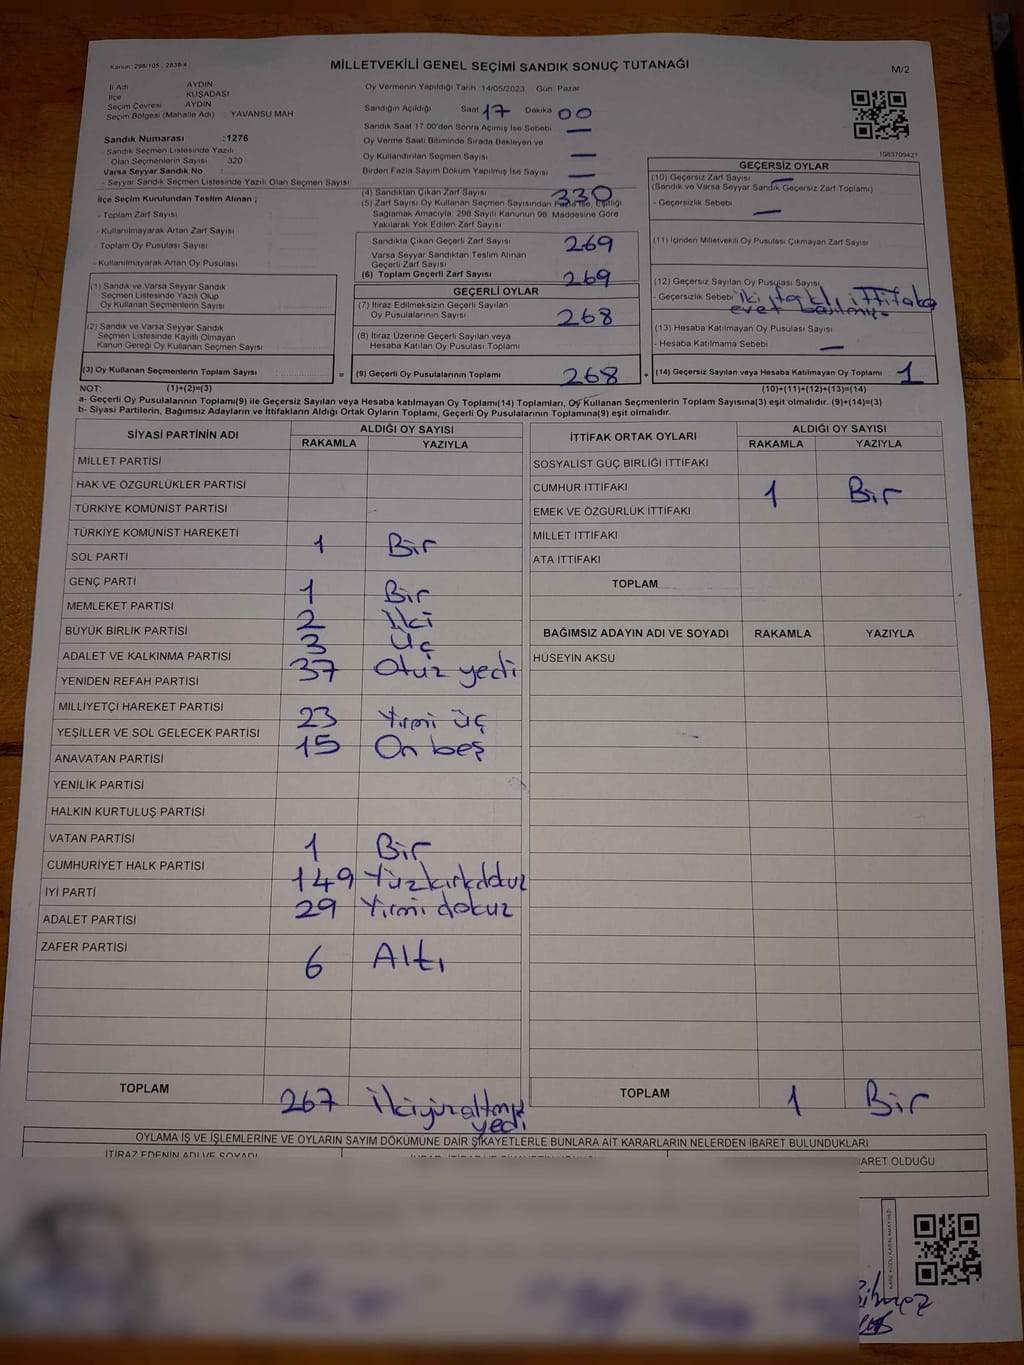 Kanun: 298/105 ; 2839/4
MİLLETVEKİLİ GENEL SEÇİMİ SANDIK SONUÇ TUTANAĞI
M/2
İl Adı AYDIN
İlçe KUŞADASI
Seçim Çevresi AYDIN
Seçim Bölgesi (Mahalle Adı) : YAVANSU MAH
Sandık Numarası :1276
- Sandık Seçmen Listesinde Yazılı
Olan Seçmenlerin Sayısı 320
Varsa Seyyar Sandık No :
- Seyyar Sandık Seçmen Listesinde Yazılı Olan Seçmen Sayısı
İlçe Seçim Kurulundan Teslim Alınan ;
- Toplam Zarf Sayısı
- Kullanılmayarak Artan Zarf Sayısı
- Toplam Oy Pusulası Sayısı
- Kullanılmayarak Artan Oy Pusulası
(1) Sandık ve Varsa Seyyar Sandık
Seçmen Listesinde Yazılı Olup
Oy Kullanan Seçmenlerin Sayısı
(2) Sandık ve Varsa Seyyar Sandık
Seçmen Listesinde Kayıtlı Olmayan
Kanun Gereği Oy Kullanan Seçmen Sayısı
(3) Oy Kullanan Seçmenlerin Toplam Sayısı :
Oy Vermenin Yapıldığı Tarih :14/05/2023 Gün: Pazar
Sandığın Açıldığı Saat 17 Dakika 00
Sandık Saat 17:00'den Sonra Açılmış İse Sebebi —
Oy Verme Saati Bitiminde Sırada Bekleyen ve
Oy Kullandırılan Seçmen Sayısı —
Birden Fazla Sayım Döküm Yapılmış İse Sayısı —
(4) Sandıktan Çıkan Zarf Sayısı 330
(5) Zarf Sayısı Oy Kullanan Seçmen Sayısından Fazla İse, Eşitliği
Sağlamak Amacıyla, 298 Sayılı Kanunun 98. Maddesine Göre
Yakılarak Yok Edilen Zarf Sayısı
Sandıkta Çıkan Geçerli Zarf Sayısı 269
Varsa Seyyar Sandıktan Teslim Alınan
Geçerli Zarf Sayısı
(6) Toplam Geçerli Zarf Sayısı 269
GEÇERLİ OYLAR
(7) İtiraz Edilmeksizin Geçerli Sayılan
Oy Pusulalarının Sayısı 268
(8) İtiraz Üzerine Geçerli Sayılan veya
Hesaba Katılan Oy Pusulası Toplamı
= (9) Geçerli Oy Pusulalarının Toplamı 268
1083709427
GEÇERSİZ OYLAR
(10) Geçersiz Zarf Sayısı —
(Sandık ve Varsa Seyyar Sandık Geçersiz Zarf Toplamı)
- Geçersizlik Sebebi —
(11) İçinden Milletvekili Oy Pusulası Çıkmayan Zarf Sayısı
(12) Geçersiz Sayılan Oy Pusulası Sayısı
- Geçersizlik Sebebi iki farklı ittifaka
evet basılmış
(13) Hesaba Katılmayan Oy Pusulası Sayısı
- Hesaba Katılmama Sebebi —
+ (14) Geçersiz Sayılan veya Hesaba Katılmayan Oy Toplamı 1
NOT: (1)+(2)=(3) (10)+(11)+(12)+(13)=(14)
a- Geçerli Oy Pusulalarının Toplamı(9) ile Geçersiz Sayılan veya Hesaba katılmayan Oy Toplamı(14) Toplamları, Oy Kullanan Seçmenlerin Toplam Sayısına(3) eşit olmalıdır. (9)+(14)=(3)
b- Siyasi Partilerin, Bağımsız Adayların ve İttifakların Aldığı Ortak Oyların Toplamı, Geçerli Oy Pusulalarının Toplamına(9) eşit olmalıdır.
SİYASİ PARTİNİN ADI ALDIĞI OY SAYISI
RAKAMLA YAZIYLA
MİLLET PARTİSİ
HAK VE ÖZGÜRLÜKLER PARTİSİ
TÜRKİYE KOMÜNİST PARTİSİ
TÜRKİYE KOMÜNİST HAREKETİ 1 Bir
SOL PARTİ
GENÇ PARTİ 1 Bir
MEMLEKET PARTİSİ 2 İki
BÜYÜK BİRLİK PARTİSİ 3 Üç
ADALET VE KALKINMA PARTİSİ 37 Otuz yedi
YENİDEN REFAH PARTİSİ
MİLLİYETÇİ HAREKET PARTİSİ 23 Yirmi üç
YEŞİLLER VE SOL GELECEK PARTİSİ 15 On beş
ANAVATAN PARTİSİ
YENİLİK PARTİSİ
HALKIN KURTULUŞ PARTİSİ
VATAN PARTİSİ 1 Bir
CUMHURİYET HALK PARTİSİ 149 Yüzkırkdokuz
İYİ PARTİ 29 Yirmi dokuz
ADALET PARTİSİ
ZAFER PARTİSİ 6 Altı
TOPLAM 267 İkiyüzaltmış
yedi
İTTİFAK ORTAK OYLARI ALDIĞI OY SAYISI
RAKAMLA YAZIYLA
SOSYALİST GÜÇ BİRLİĞİ İTTİFAKI
CUMHUR İTTİFAKI 1 Bir
EMEK VE ÖZGÜRLÜK İTTİFAKI
MİLLET İTTİFAKI
ATA İTTİFAKI
TOPLAM
BAĞIMSIZ ADAYIN ADI VE SOYADI RAKAMLA YAZIYLA
HÜSEYİN AKSU
TOPLAM 1 Bir
OYLAMA İŞ VE İŞLEMLERİNE VE OYLARIN SAYIM DÖKÜMÜNE DAİR ŞİKAYETLERLE BUNLARA AİT KARARLARIN NELERDEN İBARET BULUNDUKLARI
İTİRAZ EDENİN ADI VE SOYADI
BARET OLDUĞU